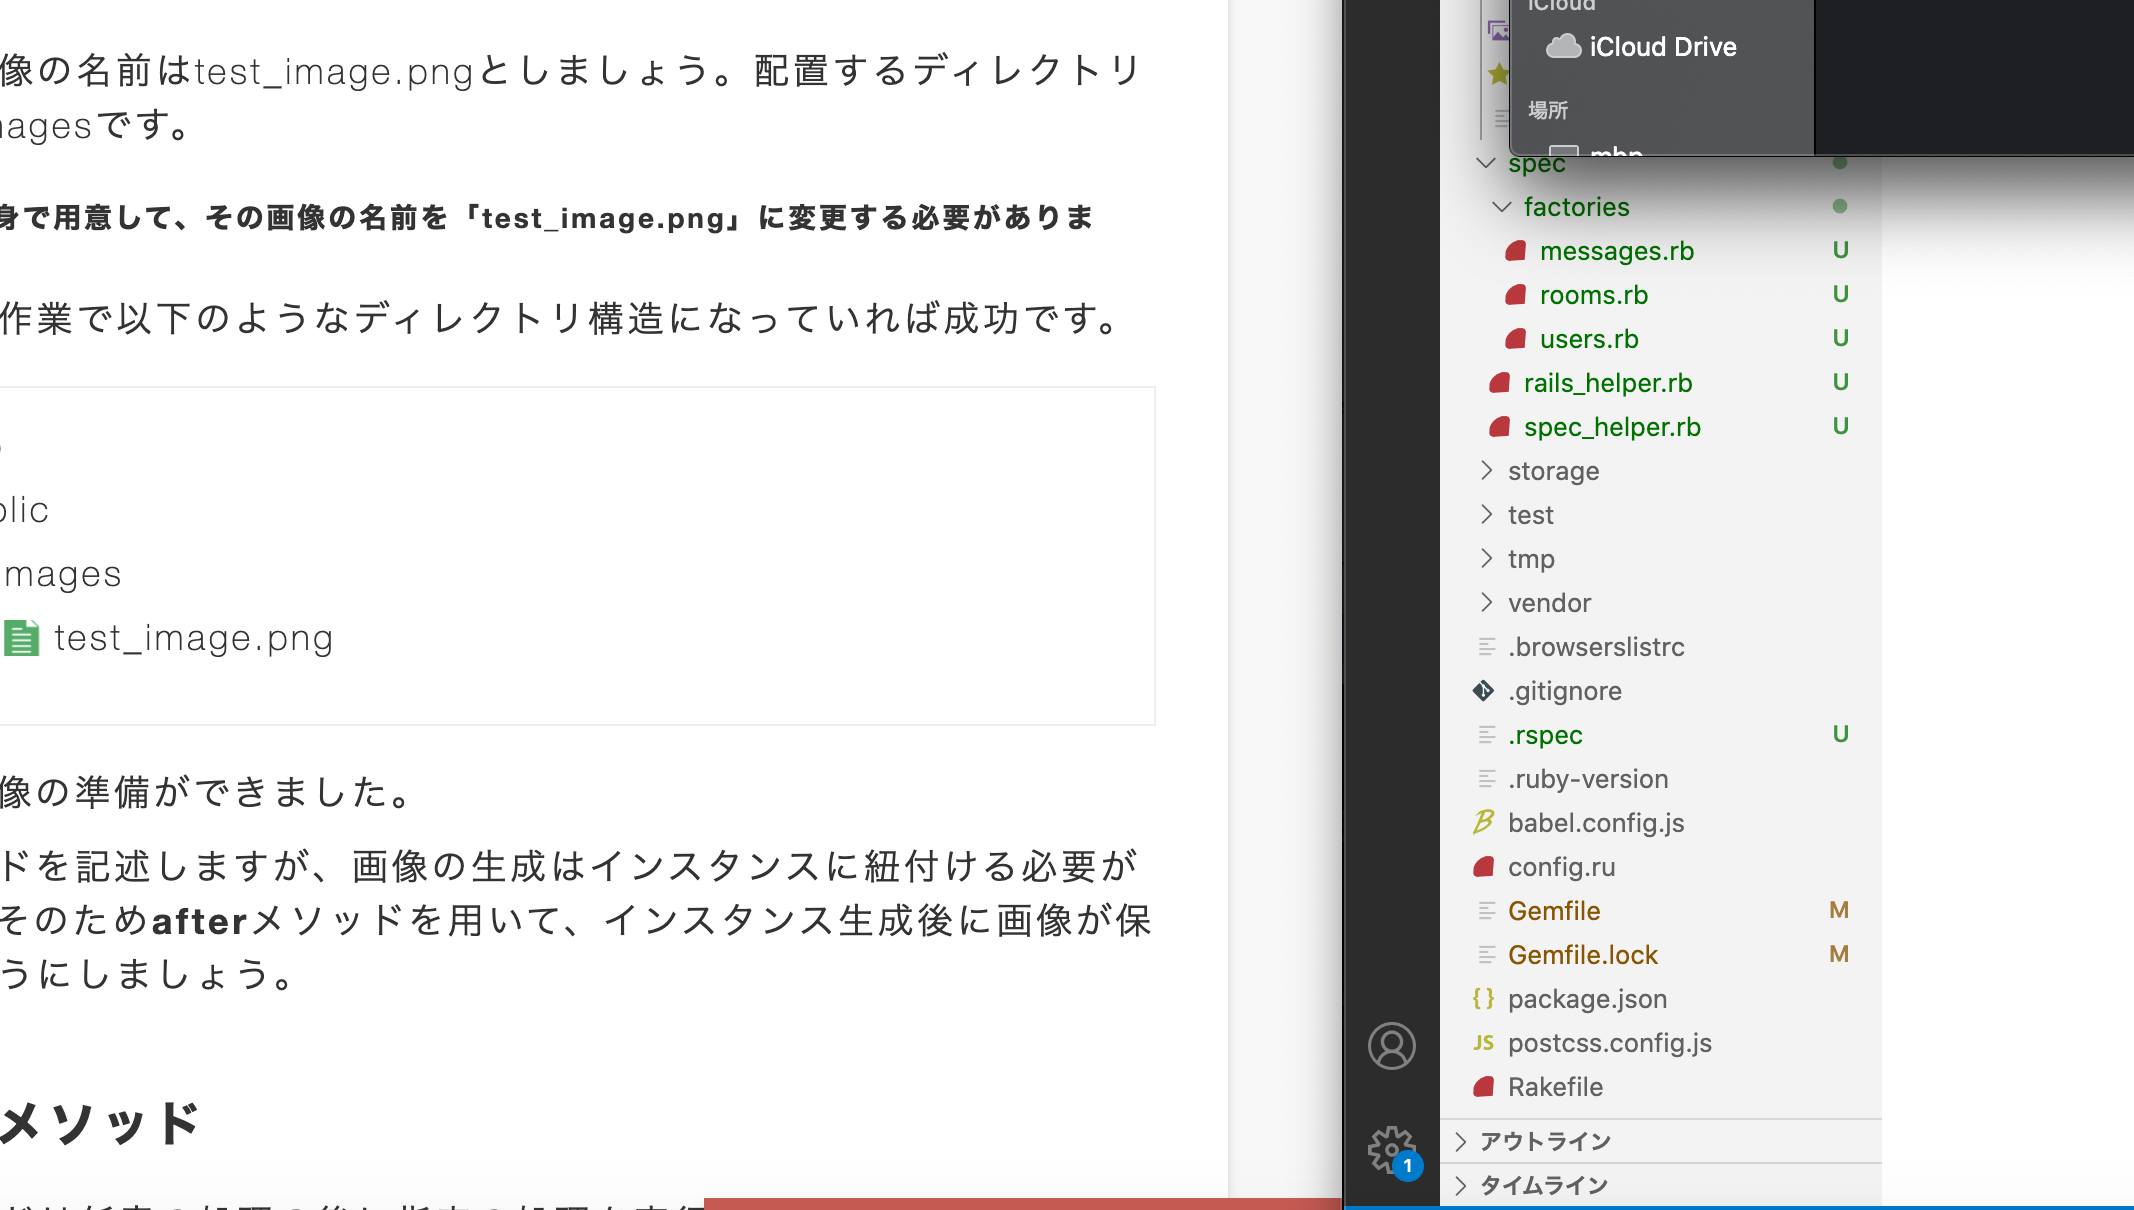 像の名前はtest_image.pngとしましょう。配置するディレクトリ
magesです。
身で用意して、その画像の名前を「test_image.png」に変更する必要がありま
作業で以下のようなディレクトリ構造になっていれば成功です。
blic
mages
test_image.png
像の準備ができました。
ドを記述しますが、画像の生成はインスタンスに紐付ける必要が
そのためafterメソッドを用いて、インスタンス生成後に画像が保
うにしましょう。
メソッド
iCloud
iCloud Drive
場所
mbp
spec
factories
messages.rb U
rooms.rb U
users.rb U
rails_helper.rb U
spec_helper.rb U
storage
test
tmp
vendor
.browserslistrc
.gitignore
.rspec U
.ruby-version
babel.config.js
config.ru
Gemfile M
Gemfile.lock M
package.json
JS postcss.config.js
Rakefile
アウトライン
1
タイムライン